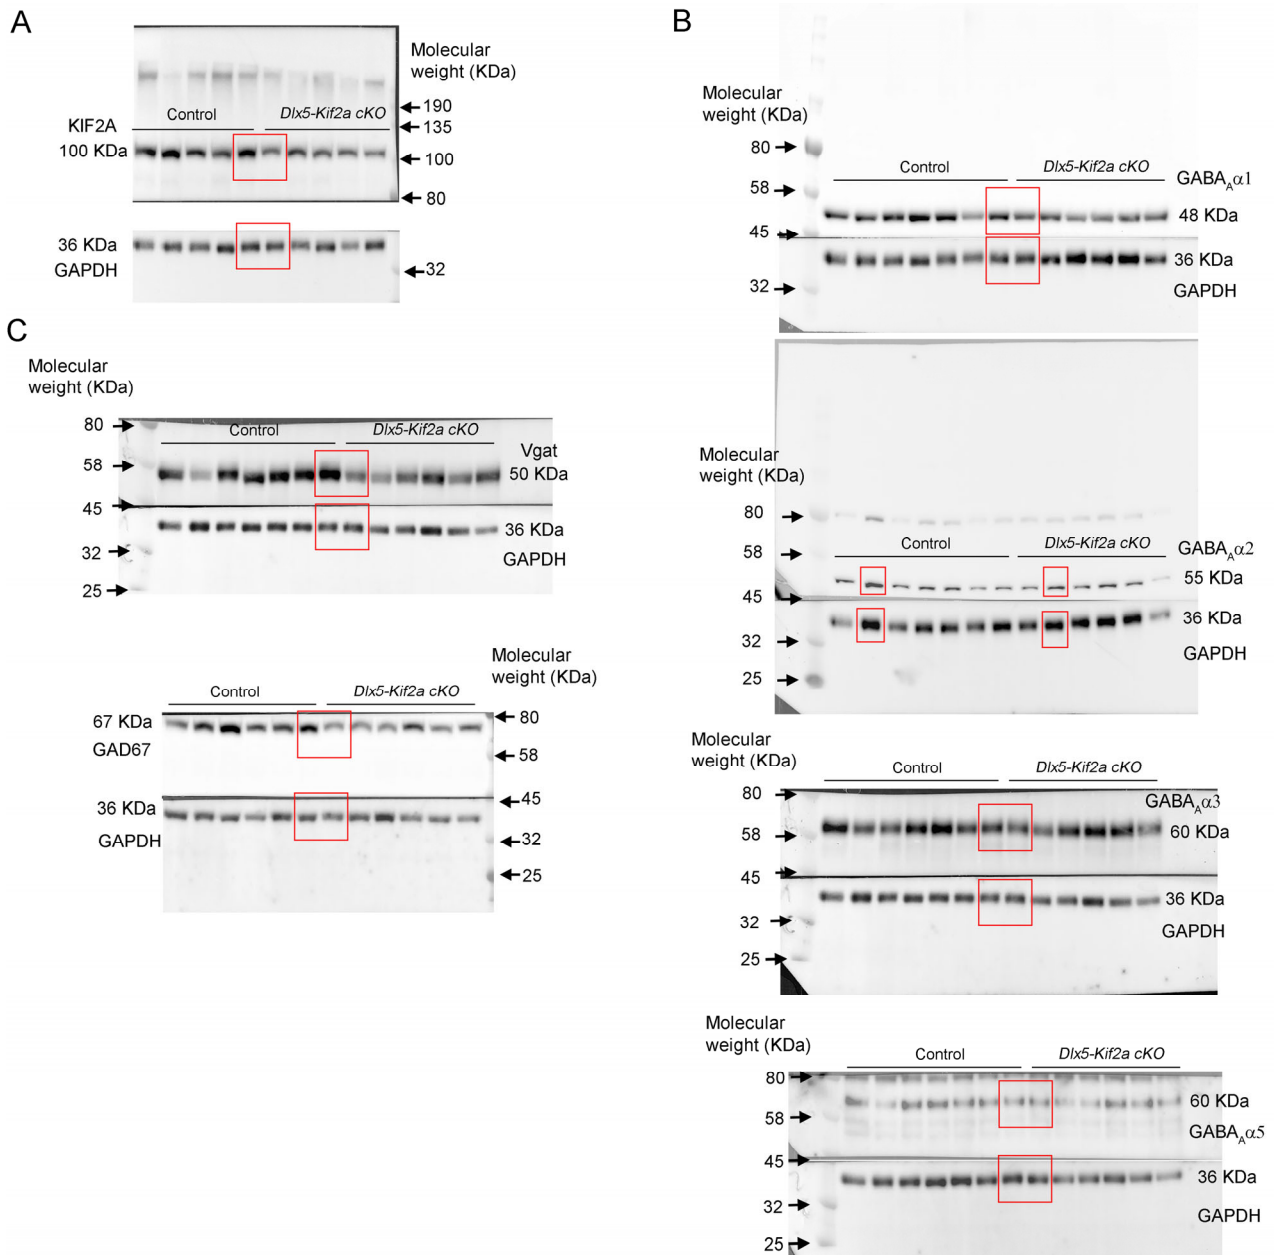 A
Molecular
weight (KDa)
Control
Dlx5-Kif2a cKO
190
KIF2A
135
100 KDa
100
80
36 KDa
GAPDH
32
B
Molecular
weight (KDa)
80
Control
Dlx5-Kif2a cKO
58
GABAAα1
48 KDa
45
36 KDa
32
GAPDH
Molecular
weight (KDa)
80
58
Control
Dlx5-Kif2a cKO
GABAAα2
55 KDa
45
36 KDa
32
GAPDH
25
Molecular
weight (KDa)
Control
Dlx5-Kif2a cKO
80
GABAAα3
58
60 KDa
45
36 KDa
32
GAPDH
25
Molecular
weight (KDa)
Control
Dlx5-Kif2a cKO
80
60 KDa
58
GABAAα5
45
36 KDa
32
GAPDH
25
C
Molecular
weight (KDa)
80
Control
Dlx5-Kif2a cKO
Vgat
58
50 KDa
45
36 KDa
32
GAPDH
25
Molecular
weight (KDa)
Control
Dlx5-Kif2a cKO
67 KDa
80
GAD67
58
36 KDa
45
GAPDH
32
25